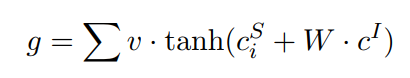 g = ∑ v · tanh(c_i^S + W · c^I)